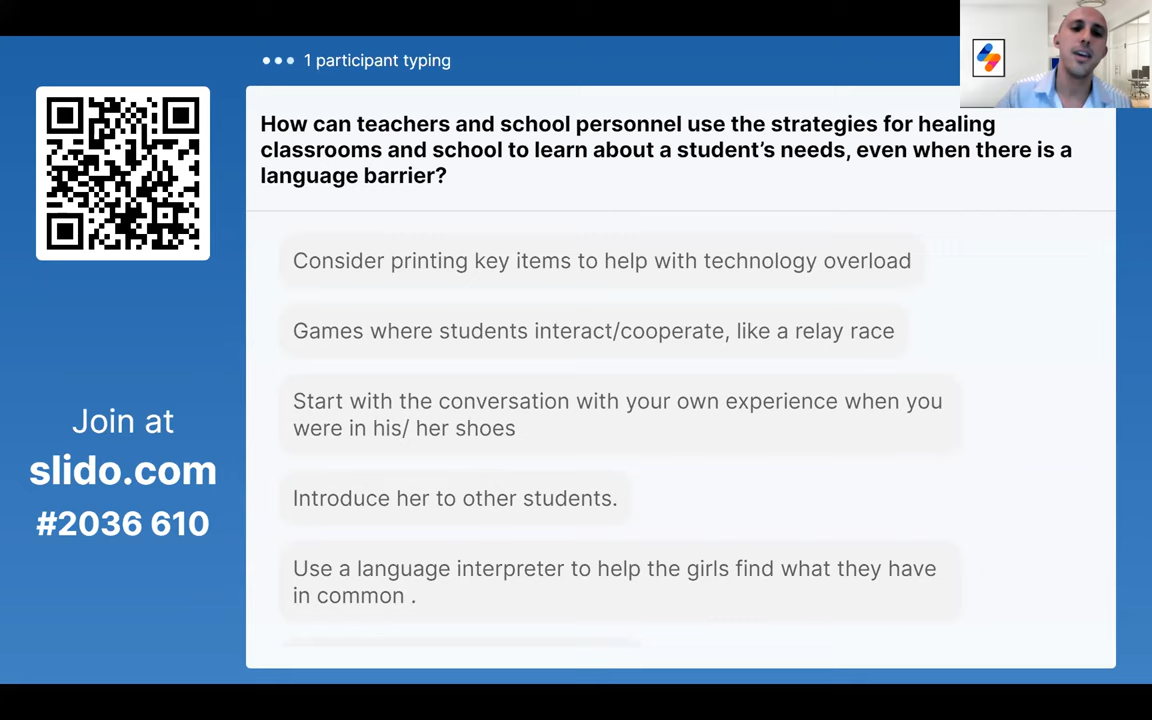 1 participant typing
How can teachers and school personnel use the strategies for healing
classrooms and school to learn about a student’s needs, even when there is a
language barrier?
Consider printing key items to help with technology overload
Games where students interact/cooperate, like a relay race
Start with the conversation with your own experience when you
were in his/ her shoes
Introduce her to other students.
Use a language interpreter to help the girls find what they have
in common .
Join at
slido.com
#2036 610